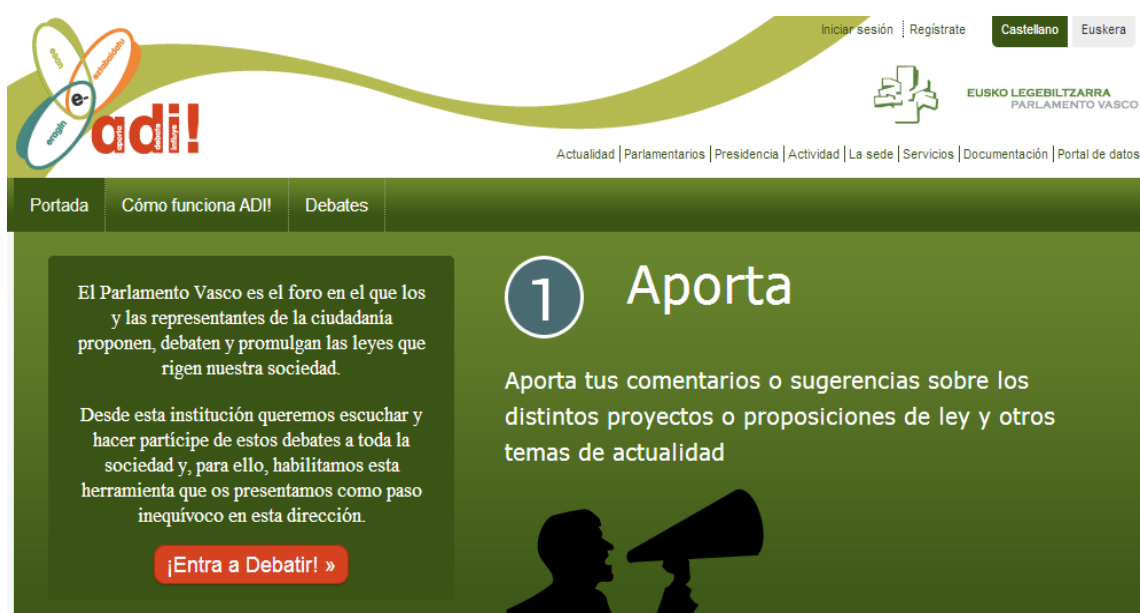 Iniciar sesión Regístrate Castellano Euskera
esan
eztabaidatu
e-
eragin
adi!
aporta
debate
influye
EUSKO LEGEBILTZARRA
PARLAMENTO VASCO
Actualidad | Parlamentarios | Presidencia | Actividad | La sede | Servicios | Documentación | Portal de datos
Portada Cómo funciona ADI! Debates
El Parlamento Vasco es el foro en el que los
y las representantes de la ciudadanía
proponen, debaten y promulgan las leyes que
rigen nuestra sociedad.
Desde esta institución queremos escuchar y
hacer partícipe de estos debates a toda la
sociedad y, para ello, habilitamos esta
herramienta que os presentamos como paso
inequívoco en esta dirección.
¡Entra a Debatir! »
1 Aporta
Aporta tus comentarios o sugerencias sobre los
distintos proyectos o proposiciones de ley y otros
temas de actualidad